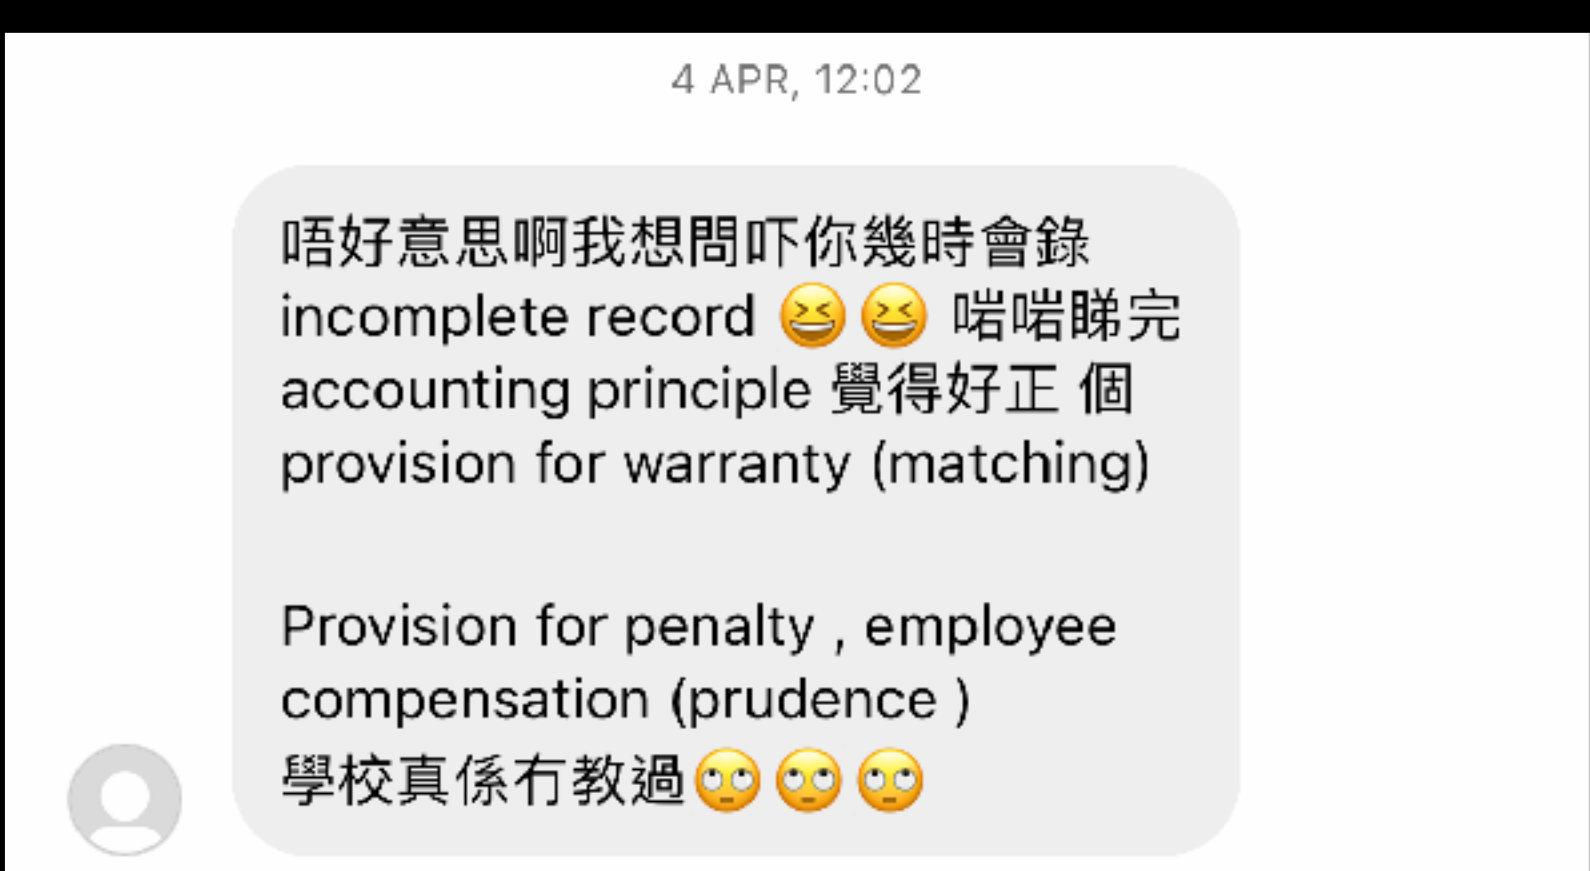 4 APR, 12:02
唔好意思啊我想問吓你幾時會錄
incomplete record 😆😆 啱啱睇完
accounting principle 覺得好正 個
provision for warranty (matching)
Provision for penalty , employee
compensation (prudence )
學校真係冇教過🙄🙄🙄